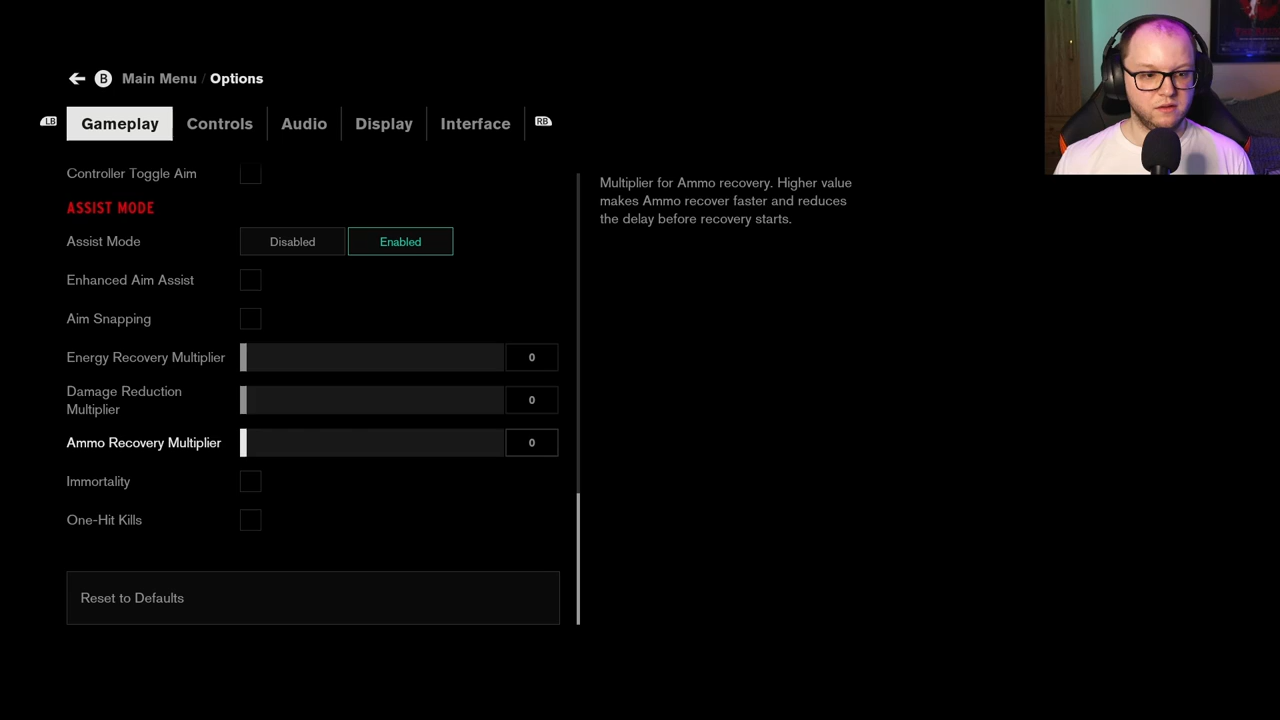 B Main Menu / Options
LB Gameplay Controls Audio Display Interface RB
Controller Toggle Aim
ASSIST MODE
Assist Mode Disabled Enabled
Enhanced Aim Assist
Aim Snapping
Energy Recovery Multiplier 0
Damage Reduction
Multiplier 0
Ammo Recovery Multiplier 0
Immortality
One-Hit Kills
Reset to Defaults
Multiplier for Ammo recovery. Higher value
makes Ammo recover faster and reduces
the delay before recovery starts.